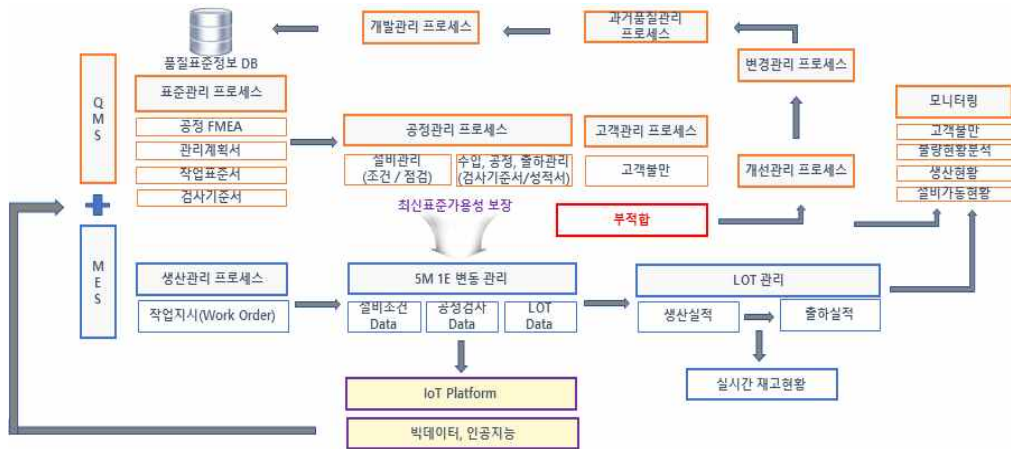 개발관리 프로세스
과거품질관리
프로세스
품질표준정보 DB
변경관리 프로세스
QMS
표준관리 프로세스
공정 FMEA
관리계획서
작업표준서
검사기준서
공정관리 프로세스
설비관리
(조건 / 점검)
수입, 공정, 출하관리
(검사기준서/성적서)
고객관리 프로세스
고객불만
개선관리 프로세스
모니터링
고객불만
불량현황분석
생산현황
설비가동현황
최신표준가용성 보장
부적합
MES
생산관리 프로세스
작업지시(Work Order)
5M 1E 변동 관리
설비조건
Data
공정검사
Data
LOT
Data
LOT 관리
생산실적
출하실적
실시간 재고현황
IoT Platform
빅데이터, 인공지능